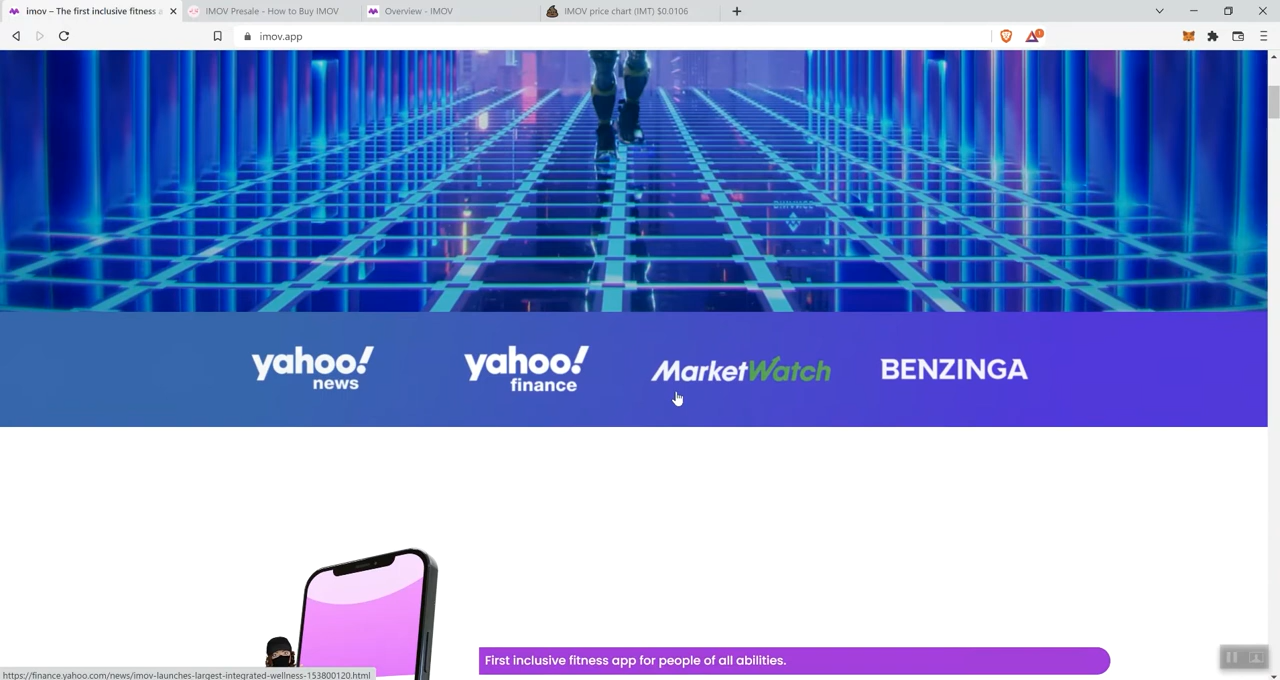 imov – The first inclusive fitness a
IMOV Presale - How to Buy IMOV
Overview - IMOV
IMOV price chart (IMT) $0.0106
imov.app
1
BINANCE
yahoo!
news
yahoo!
finance
MarketWatch
BENZINGA
First inclusive fitness app for people of all abilities.
https://finance.yahoo.com/news/imov-launches-largest-integrated-wellness-153800120.html